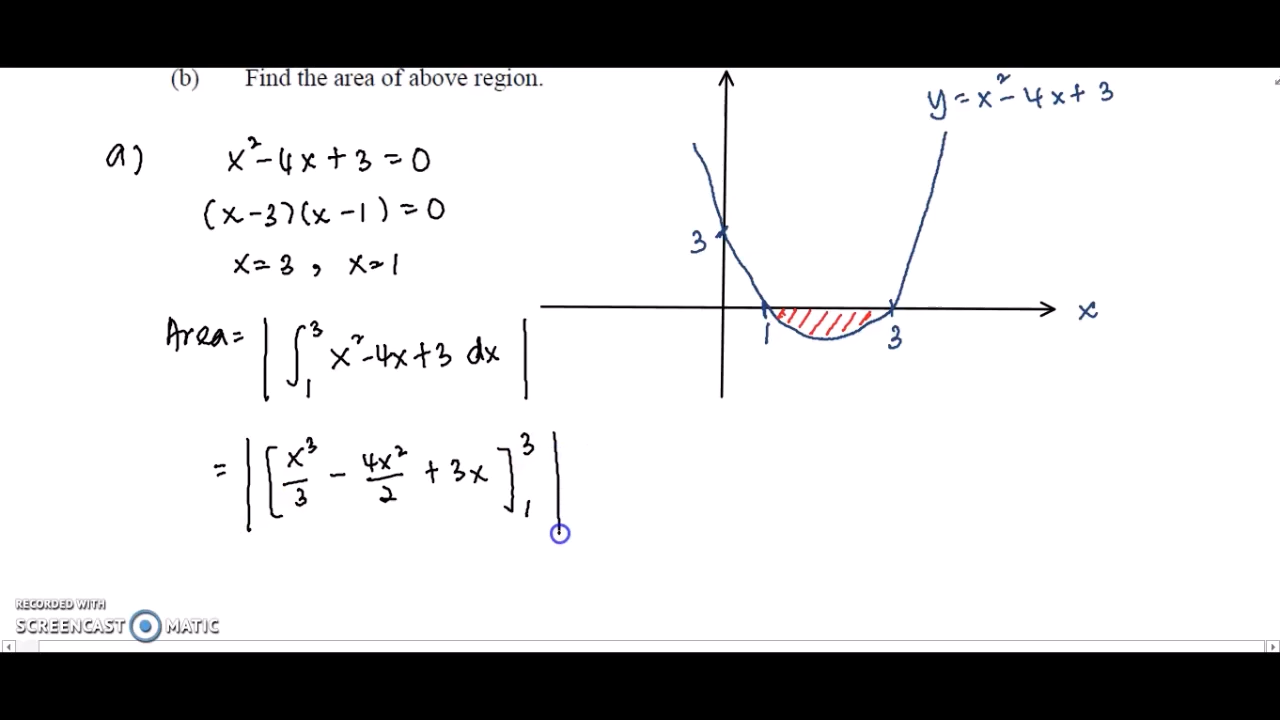 (b) Find the area of above region.
y = x² - 4x + 3
a) x² - 4x + 3 = 0
(x - 3)(x - 1) = 0
x = 3 , x = 1
3
x
1
3
Area = | ∫₁³ x² - 4x + 3 dx |
= | [ x³/3 - 4x²/2 + 3x ]₁³ |
RECORDED WITH
SCREENCAST MATIC